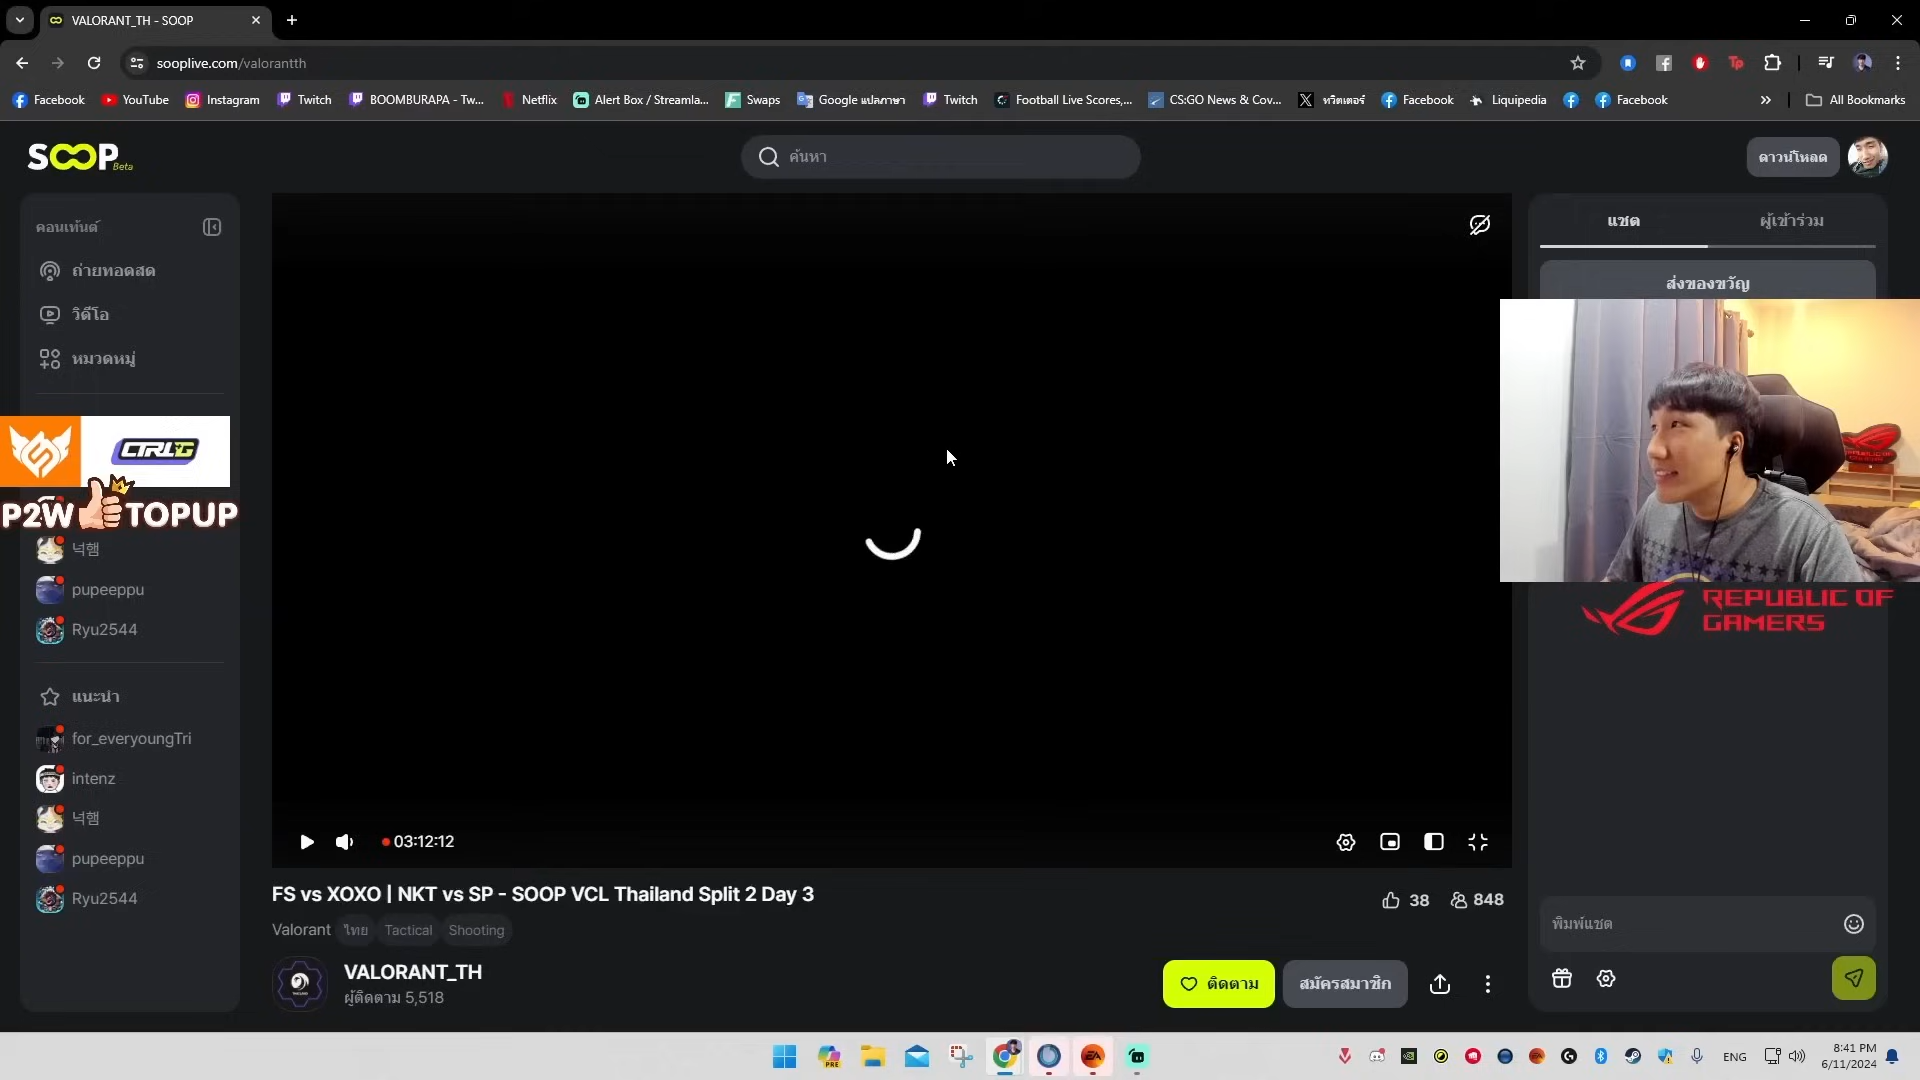 VALORANT_TH - SOOP
sooplive.com/valorantth
Facebook
YouTube
Instagram
Twitch
BOOMBURAPA - Tw...
Netflix
Alert Box / Streamla...
Swaps
Google แปลภาษา
Twitch
Football Live Scores,...
CS:GO News & Cov...
ทวิตเตอร์
Facebook
Liquipedia
Facebook
All Bookmarks
SOOP Beta
ค้นหา
ดาวน์โหลด
คอนเท้นต์
ถ่ายทอดสด
วิดีโอ
หมวดหมู่
CTRLG
P2W TOPUP
넉햄
pupeeppu
Ryu2544
แนะนำ
for_everyoungTri
intenz
넉햄
pupeeppu
Ryu2544
03:12:12
FS vs XOXO | NKT vs SP - SOOP VCL Thailand Split 2 Day 3
38
848
Valorant ไทย Tactical Shooting
VALORANT_TH
ผู้ติดตาม 5,518
ติดตาม
สมัครสมาชิก
แชต
ผู้เข้าร่วม
ส่งของขวัญ
REPUBLIC OF
GAMERS
พิมพ์แชต
ENG
8:41 PM
6/11/2024